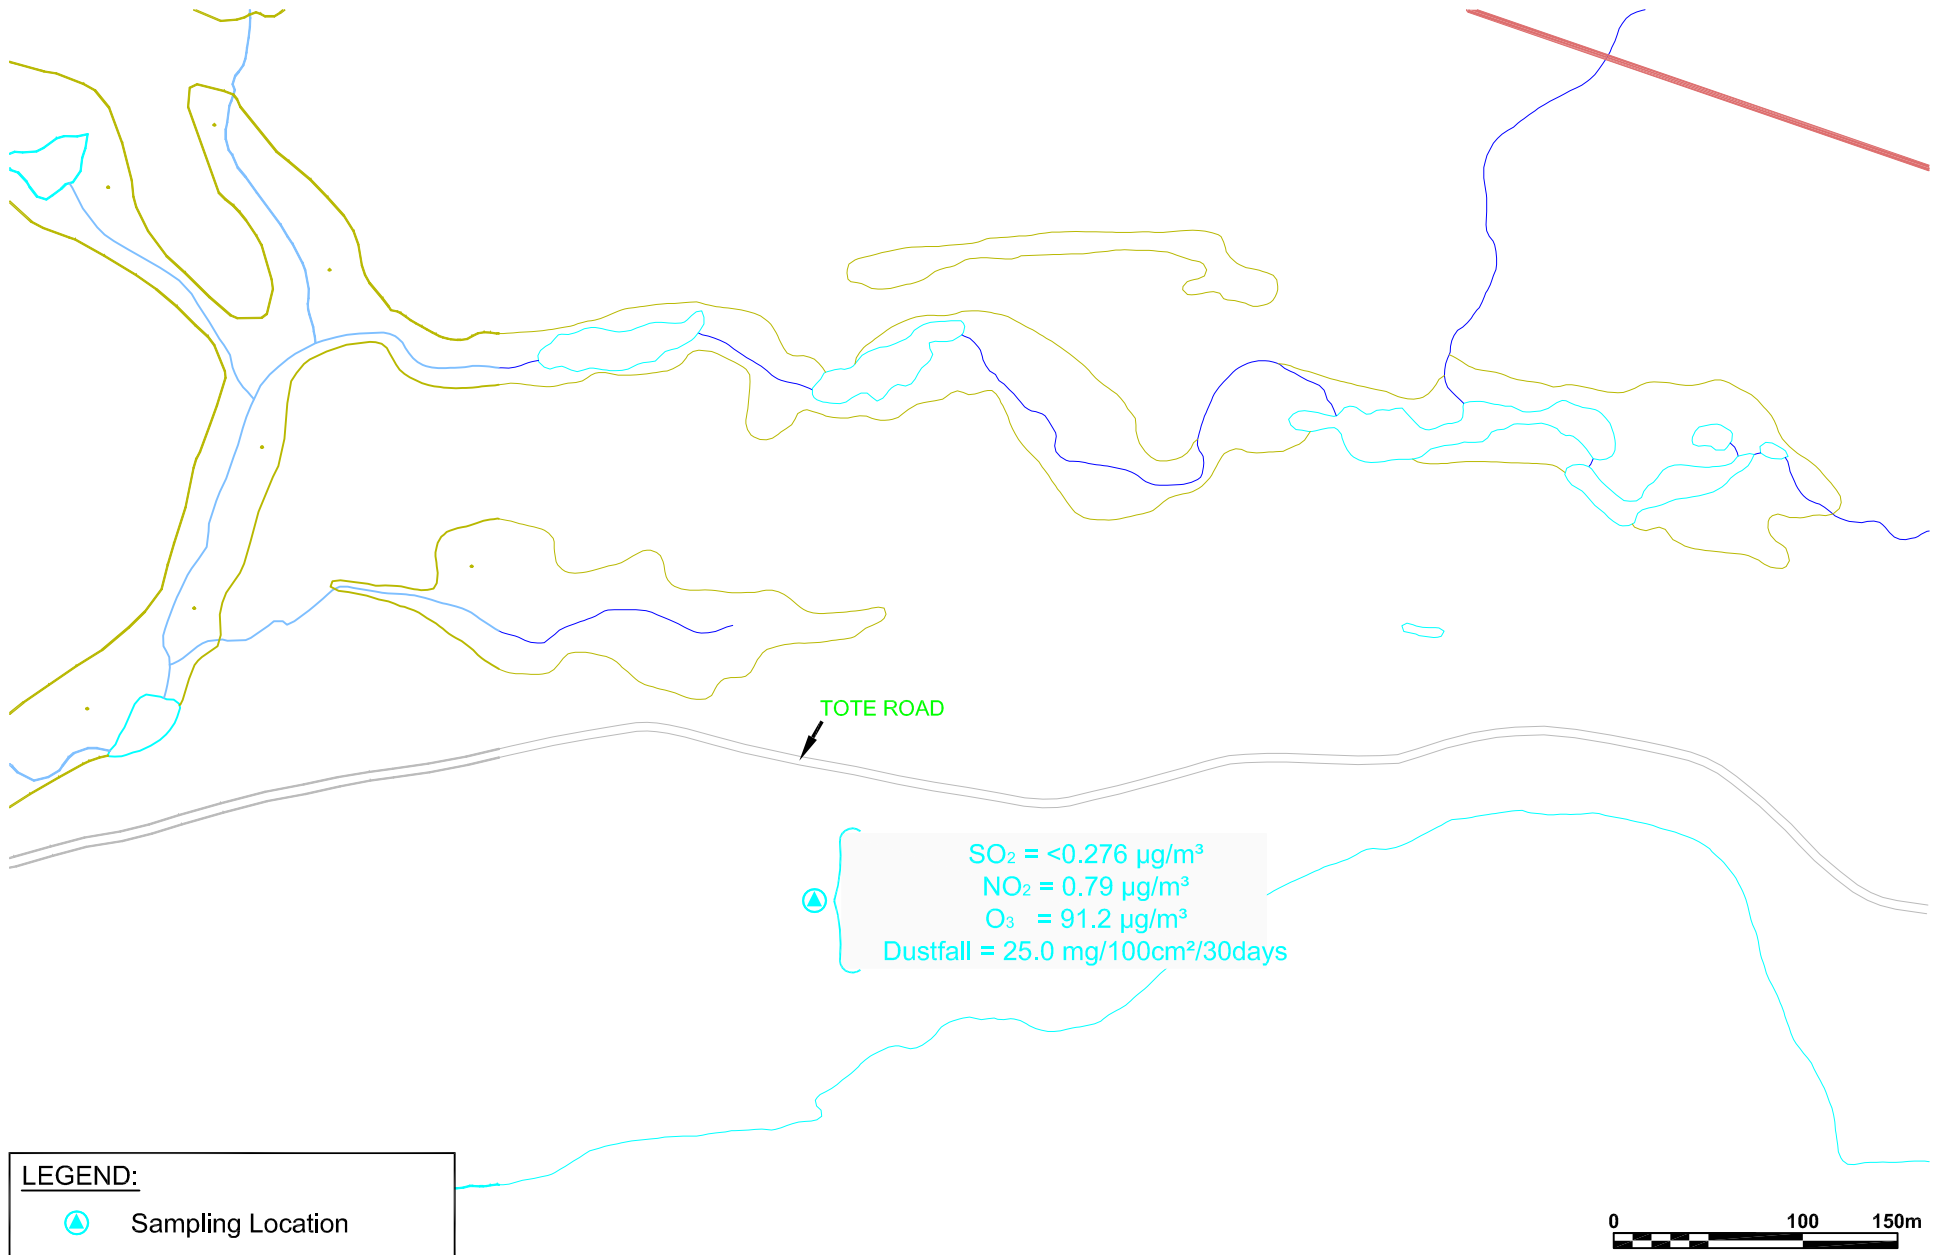 TOTE ROAD
SO₂ = <0.276 µg/m³
NO₂ = 0.79 µg/m³
O₃ = 91.2 µg/m³
Dustfall = 25.0 mg/100cm²/30days
LEGEND:
Sampling Location
0 100 150m